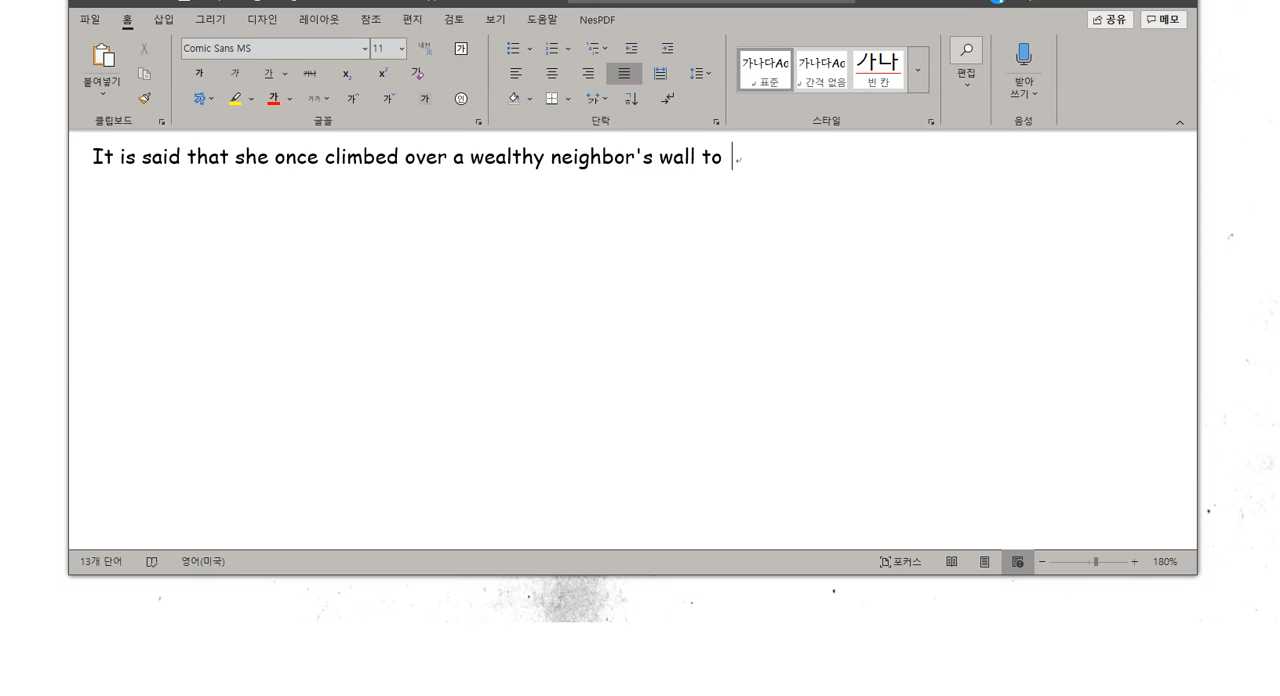 파일 홈 삽입 그리기 디자인 레이아웃 참조 편지 검토 보기 도움말 NesPDF 공유 메모
Comic Sans MS 11
가 가 가
붙여넣기
가나다Aa 가나다Aa 가나
표준 간격 없음 빈 칸
편집
받아
쓰기
클립보드 글꼴 단락 스타일 음성
It is said that she once climbed over a wealthy neighbor's wall to
13개 단어 영어(미국) 포커스 180%